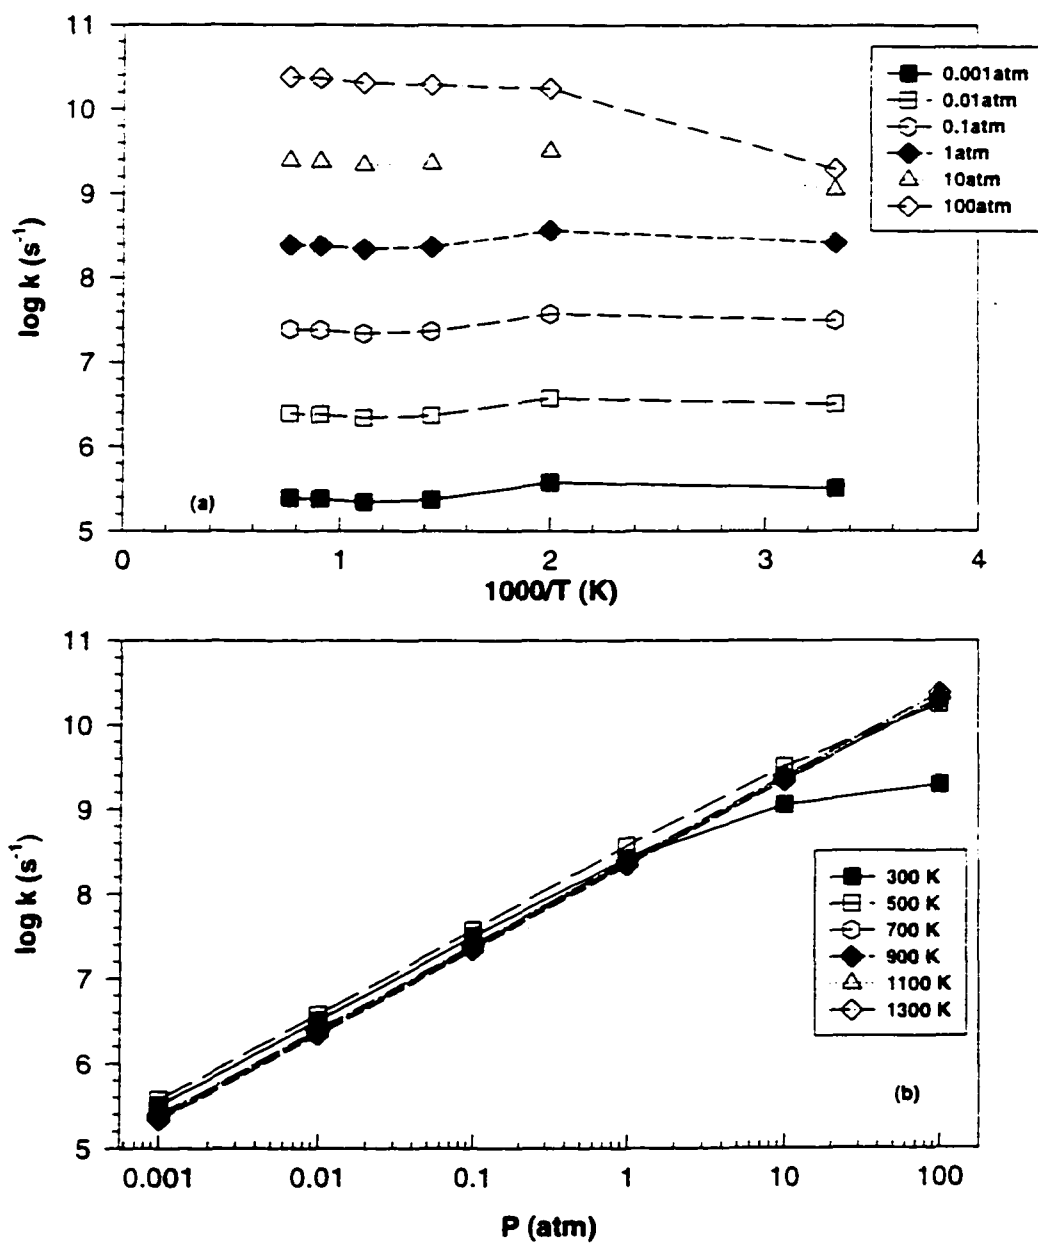 11
10
9
8
7
6
5
log k (s⁻¹)
(a)
0.001atm
0.01atm
0.1atm
1atm
10atm
100atm
0 1 2 3 4
1000/T (K)
11
10
9
8
7
6
5
log k (s⁻¹)
300 K
500 K
700 K
900 K
1100 K
1300 K
(b)
0.001 0.01 0.1 1 10 100
P (atm)